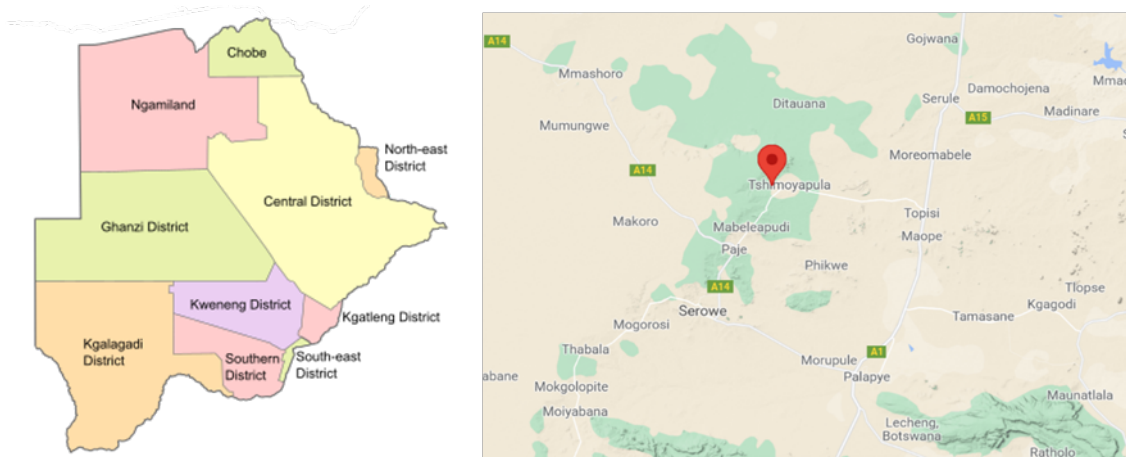 Chobe
Ngamiland
North-east
District
Central District
Ghanzi District
Kweneng District
Kgatleng District
Kgalagadi
District
Southern
District
South-east
District
A14
Gojwana
Mmashoro
Damochojena
Ditauana
Serule
Madinare
Mumungwe
A15
Moreomabele
A14
Tshimoyapula
Makoro
Topisi
Mabeleapudi
Maope
Paje
Phikwe
A14
Tlopse
Serowe
Kgagodi
Mogorosi
Tamasane
Thabala
Morupule
A1
abane
Palapye
Mokgolopite
Maunatlala
Moiyabana
Lecheng,
Botswana
Ratholo